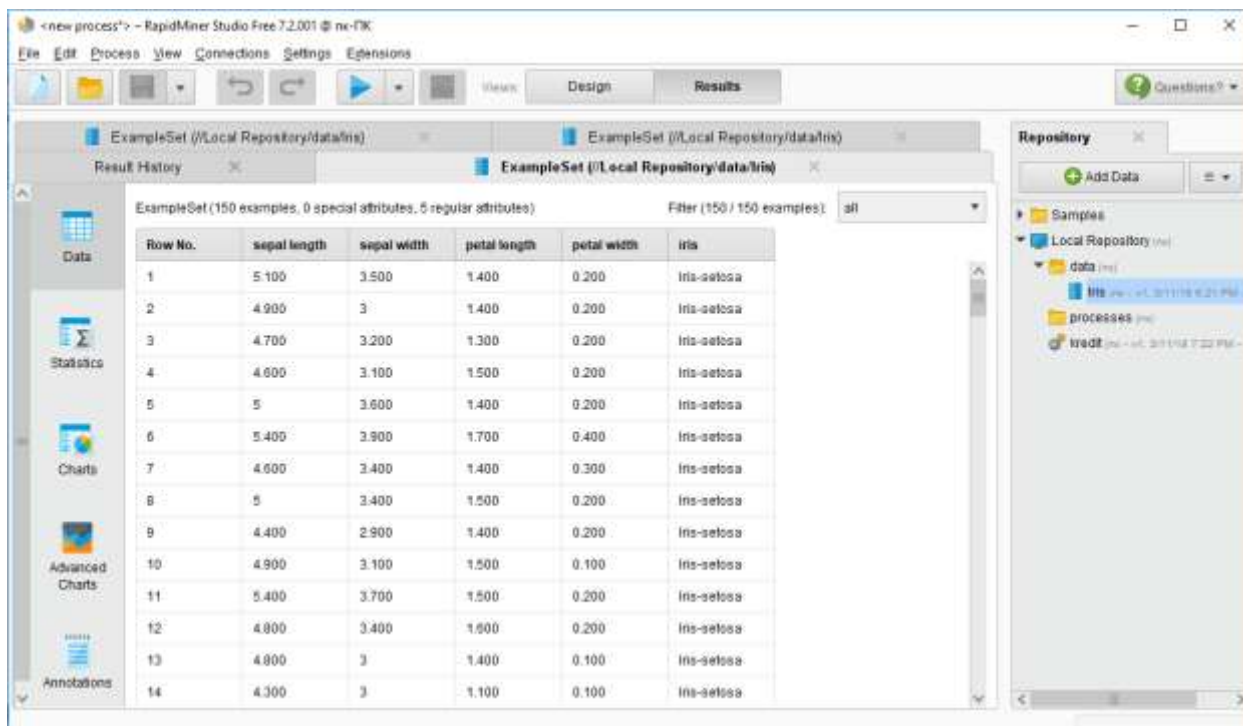 <new process*> – RapidMiner Studio Free 7.2.001 @ пк-ПК
File Edit Process View Connections Settings Extensions
Views: Design Results Questions?
ExampleSet (//Local Repository/data/Iris) ExampleSet (//Local Repository/data/Iris)
Result History ExampleSet (//Local Repository/data/Iris)
Repository
Add Data
Samples
Local Repository
data
Iris
processes
kredit
Data
Statistics
Charts
Advanced
Charts
Annotations
ExampleSet (150 examples, 0 special attributes, 5 regular attributes) Filter (150 / 150 examples): all
Row No. sepal length sepal width petal length petal width iris
1 5.100 3.500 1.400 0.200 Iris-setosa
2 4.900 3 1.400 0.200 Iris-setosa
3 4.700 3.200 1.300 0.200 Iris-setosa
4 4.600 3.100 1.500 0.200 Iris-setosa
5 5 3.600 1.400 0.200 Iris-setosa
6 5.400 3.900 1.700 0.400 Iris-setosa
7 4.600 3.400 1.400 0.300 Iris-setosa
8 5 3.400 1.500 0.200 Iris-setosa
9 4.400 2.900 1.400 0.200 Iris-setosa
10 4.900 3.100 1.500 0.100 Iris-setosa
11 5.400 3.700 1.500 0.200 Iris-setosa
12 4.800 3.400 1.600 0.200 Iris-setosa
13 4.800 3 1.400 0.100 Iris-setosa
14 4.300 3 1.100 0.100 Iris-setosa